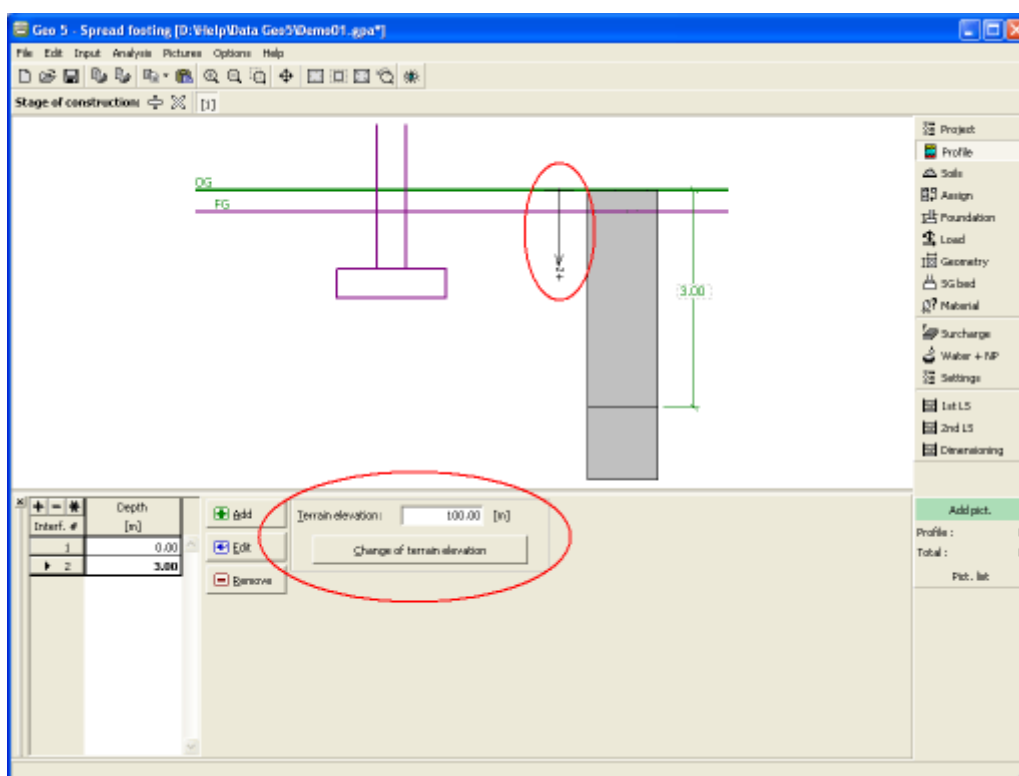 Geo 5 - Spread footing [D:\Help\Data Geo5\Demo01.gpa*]
File Edit Input Analysis Pictures Options Help
Stage of construction: [1]
OG
FG
+z
3.00
Project
Profile
Soils
Assign
Foundation
Load
Geometry
SG bed
Material
Surcharge
Water + NP
Settings
1st LS
2nd LS
Dimensioning
Interf. # Depth
[m]
1 0.00
2 3.00
Add
Edit
Remove
Terrain elevation: 100.00 [m]
Change of terrain elevation
Add pict.
Profile :
Total :
Pict. list